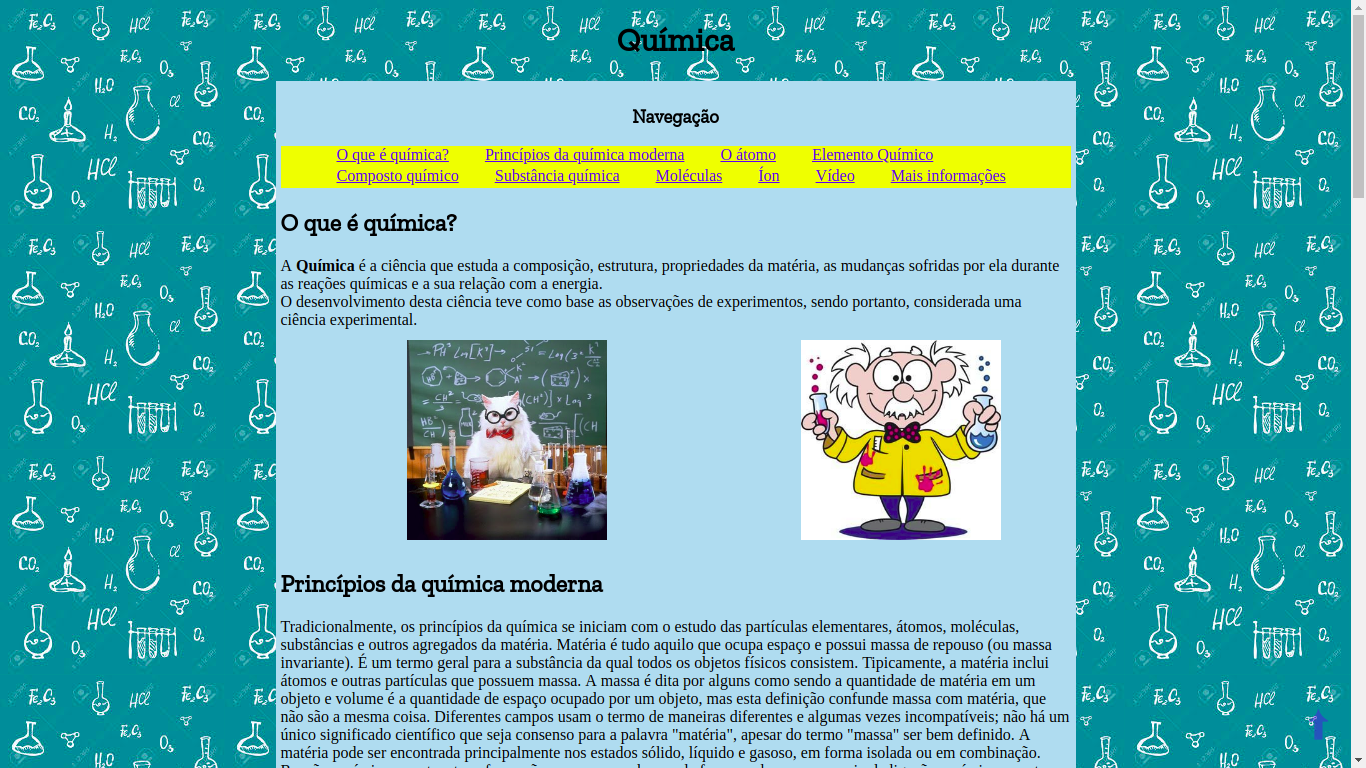 Química
Navegação
O que é química? Princípios da química moderna O átomo Elemento Químico
Composto químico Substância química Moléculas Íon Vídeo Mais informações
O que é química?
A Química é a ciência que estuda a composição, estrutura, propriedades da matéria, as mudanças sofridas por ela durante
as reações químicas e a sua relação com a energia.
O desenvolvimento desta ciência teve como base as observações de experimentos, sendo portanto, considerada uma
ciência experimental.
Princípios da química moderna
Tradicionalmente, os princípios da química se iniciam com o estudo das partículas elementares, átomos, moléculas,
substâncias e outros agregados da matéria. Matéria é tudo aquilo que ocupa espaço e possui massa de repouso (ou massa
invariante). É um termo geral para a substância da qual todos os objetos físicos consistem. Tipicamente, a matéria inclui
átomos e outras partículas que possuem massa. A massa é dita por alguns como sendo a quantidade de matéria em um
objeto e volume é a quantidade de espaço ocupado por um objeto, mas esta definição confunde massa com matéria, que
não são a mesma coisa. Diferentes campos usam o termo de maneiras diferentes e algumas vezes incompatíveis; não há um
único significado científico que seja consenso para a palavra "matéria", apesar do termo "massa" ser bem definido. A
matéria pode ser encontrada principalmente nos estados sólido, líquido e gasoso, em forma isolada ou em combinação.